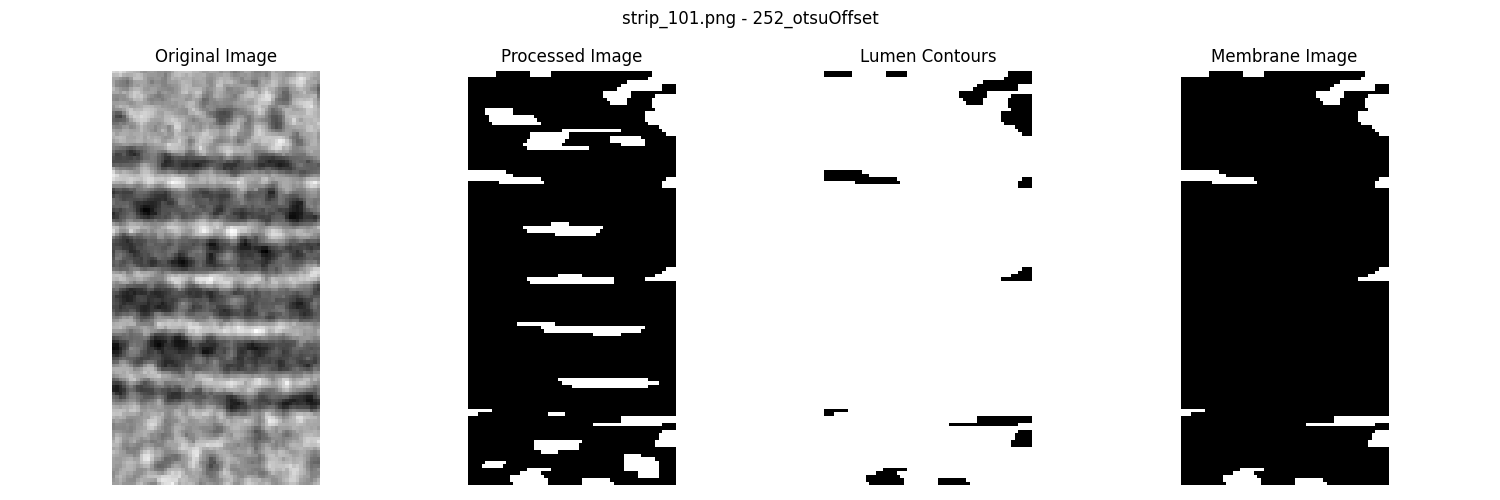 strip_101.png - 252_otsuOffset
Original Image
Processed Image
Lumen Contours
Membrane Image